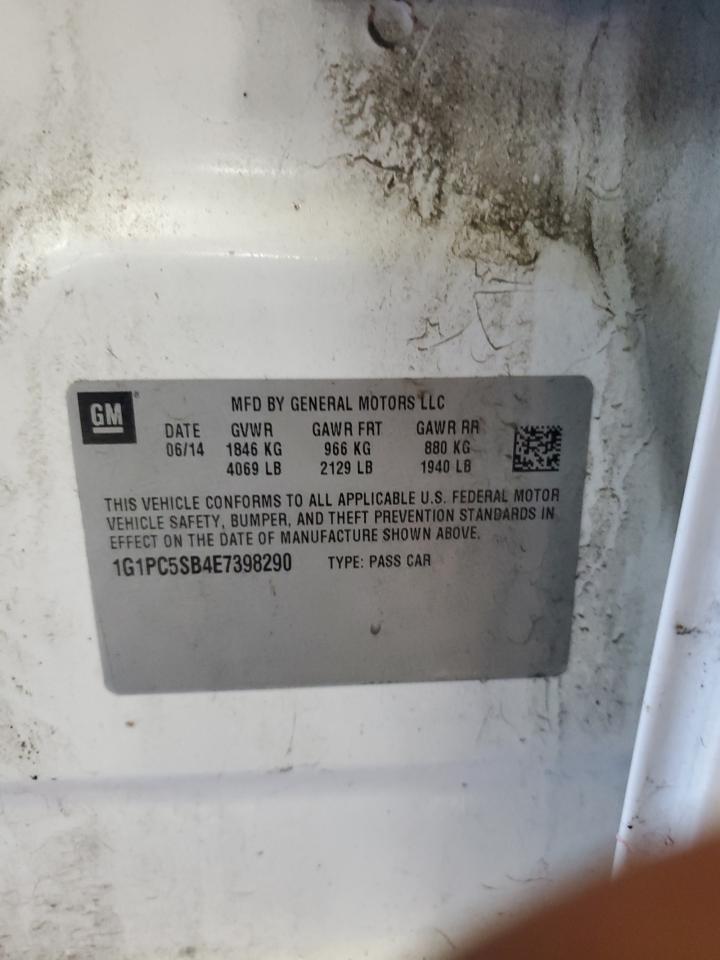 GM
MFD BY GENERAL MOTORS LLC
DATE GVWR GAWR FRT GAWR RR
06/14 1846 KG 966 KG 880 KG
4069 LB 2129 LB 1940 LB
THIS VEHICLE CONFORMS TO ALL APPLICABLE U.S. FEDERAL MOTOR
VEHICLE SAFETY, BUMPER, AND THEFT PREVENTION STANDARDS IN
EFFECT ON THE DATE OF MANUFACTURE SHOWN ABOVE.
1G1PC5SB4E7398290 TYPE: PASS CAR